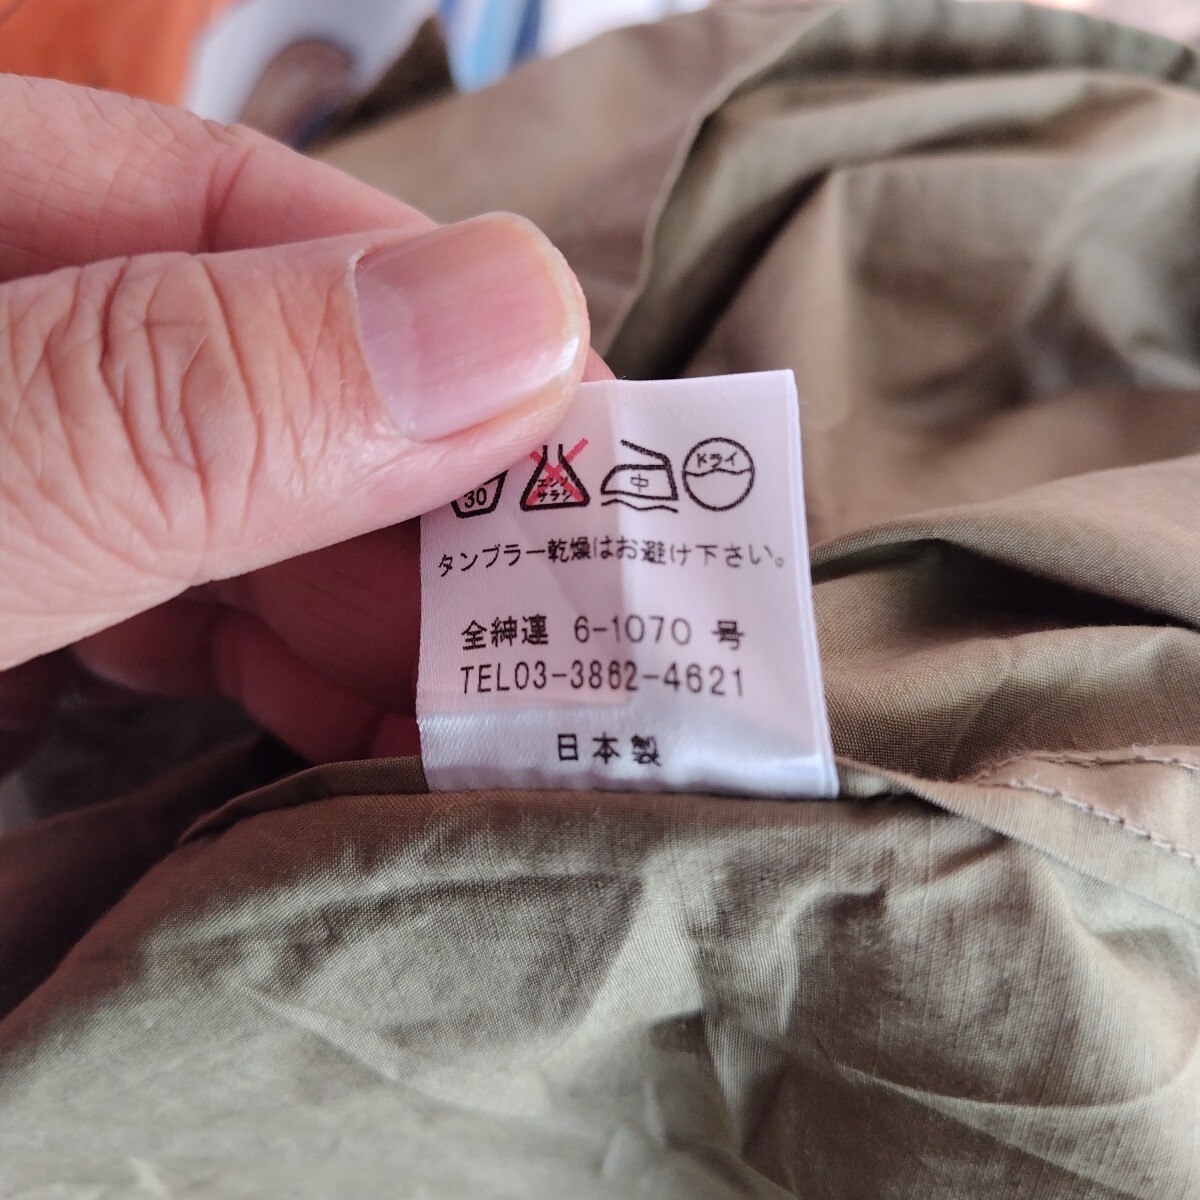 30 エンソ サラシ 中 ドライ
タンブラー乾燥はお避け下さい。
全紳連 6-1070 号
TEL03-3862-4621
日本製